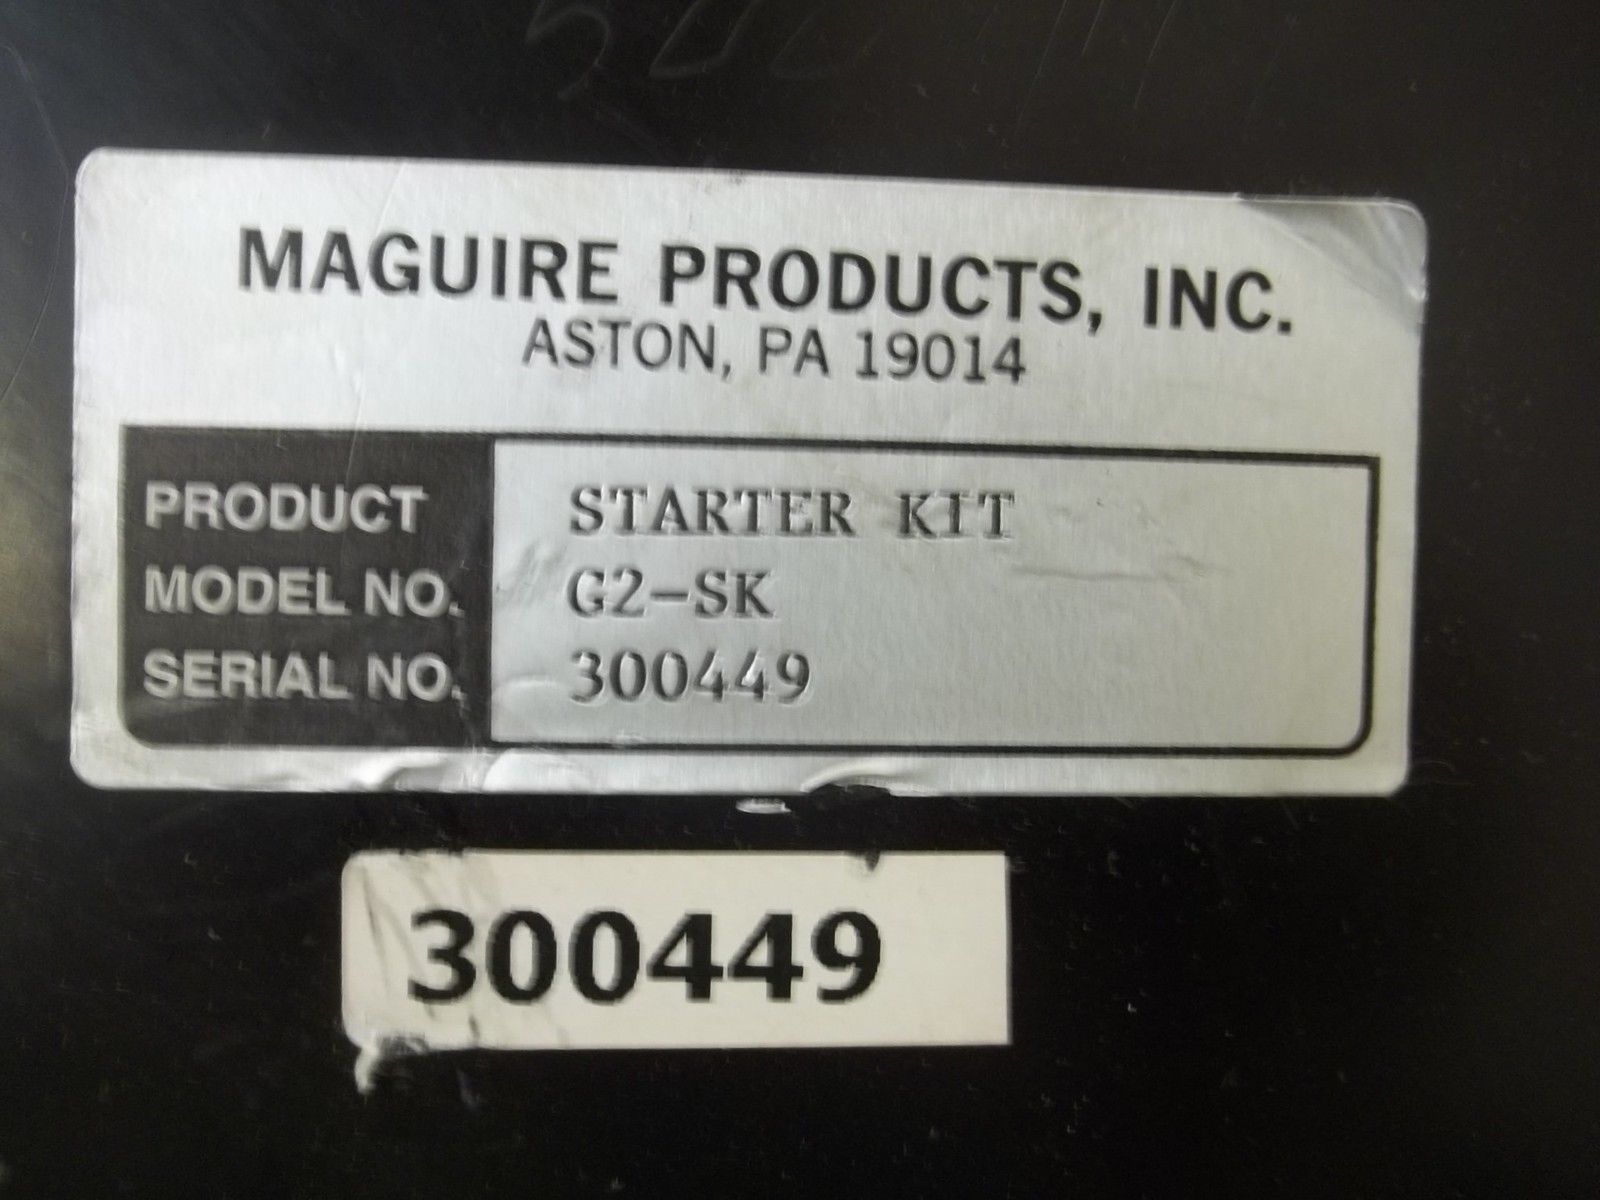 MAGUIRE PRODUCTS, INC.
ASTON, PA 19014
PRODUCT STARTER KIT
MODEL NO. G2-SK
SERIAL NO. 300449
300449